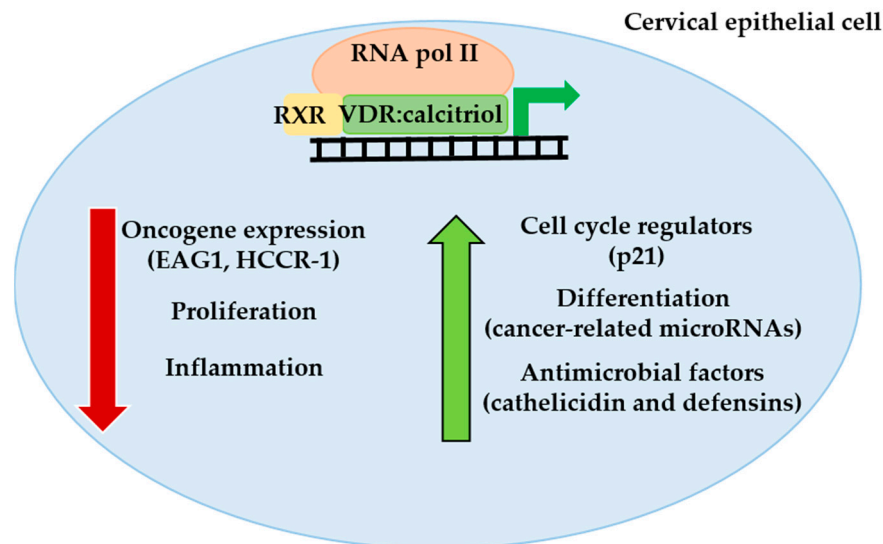 Cervical epithelial cell
RNA pol II
RXR
VDR:calcitriol
Oncogene expression
(EAG1, HCCR-1)
Proliferation
Inflammation
Cell cycle regulators
(p21)
Differentiation
(cancer-related microRNAs)
Antimicrobial factors
(cathelicidin and defensins)